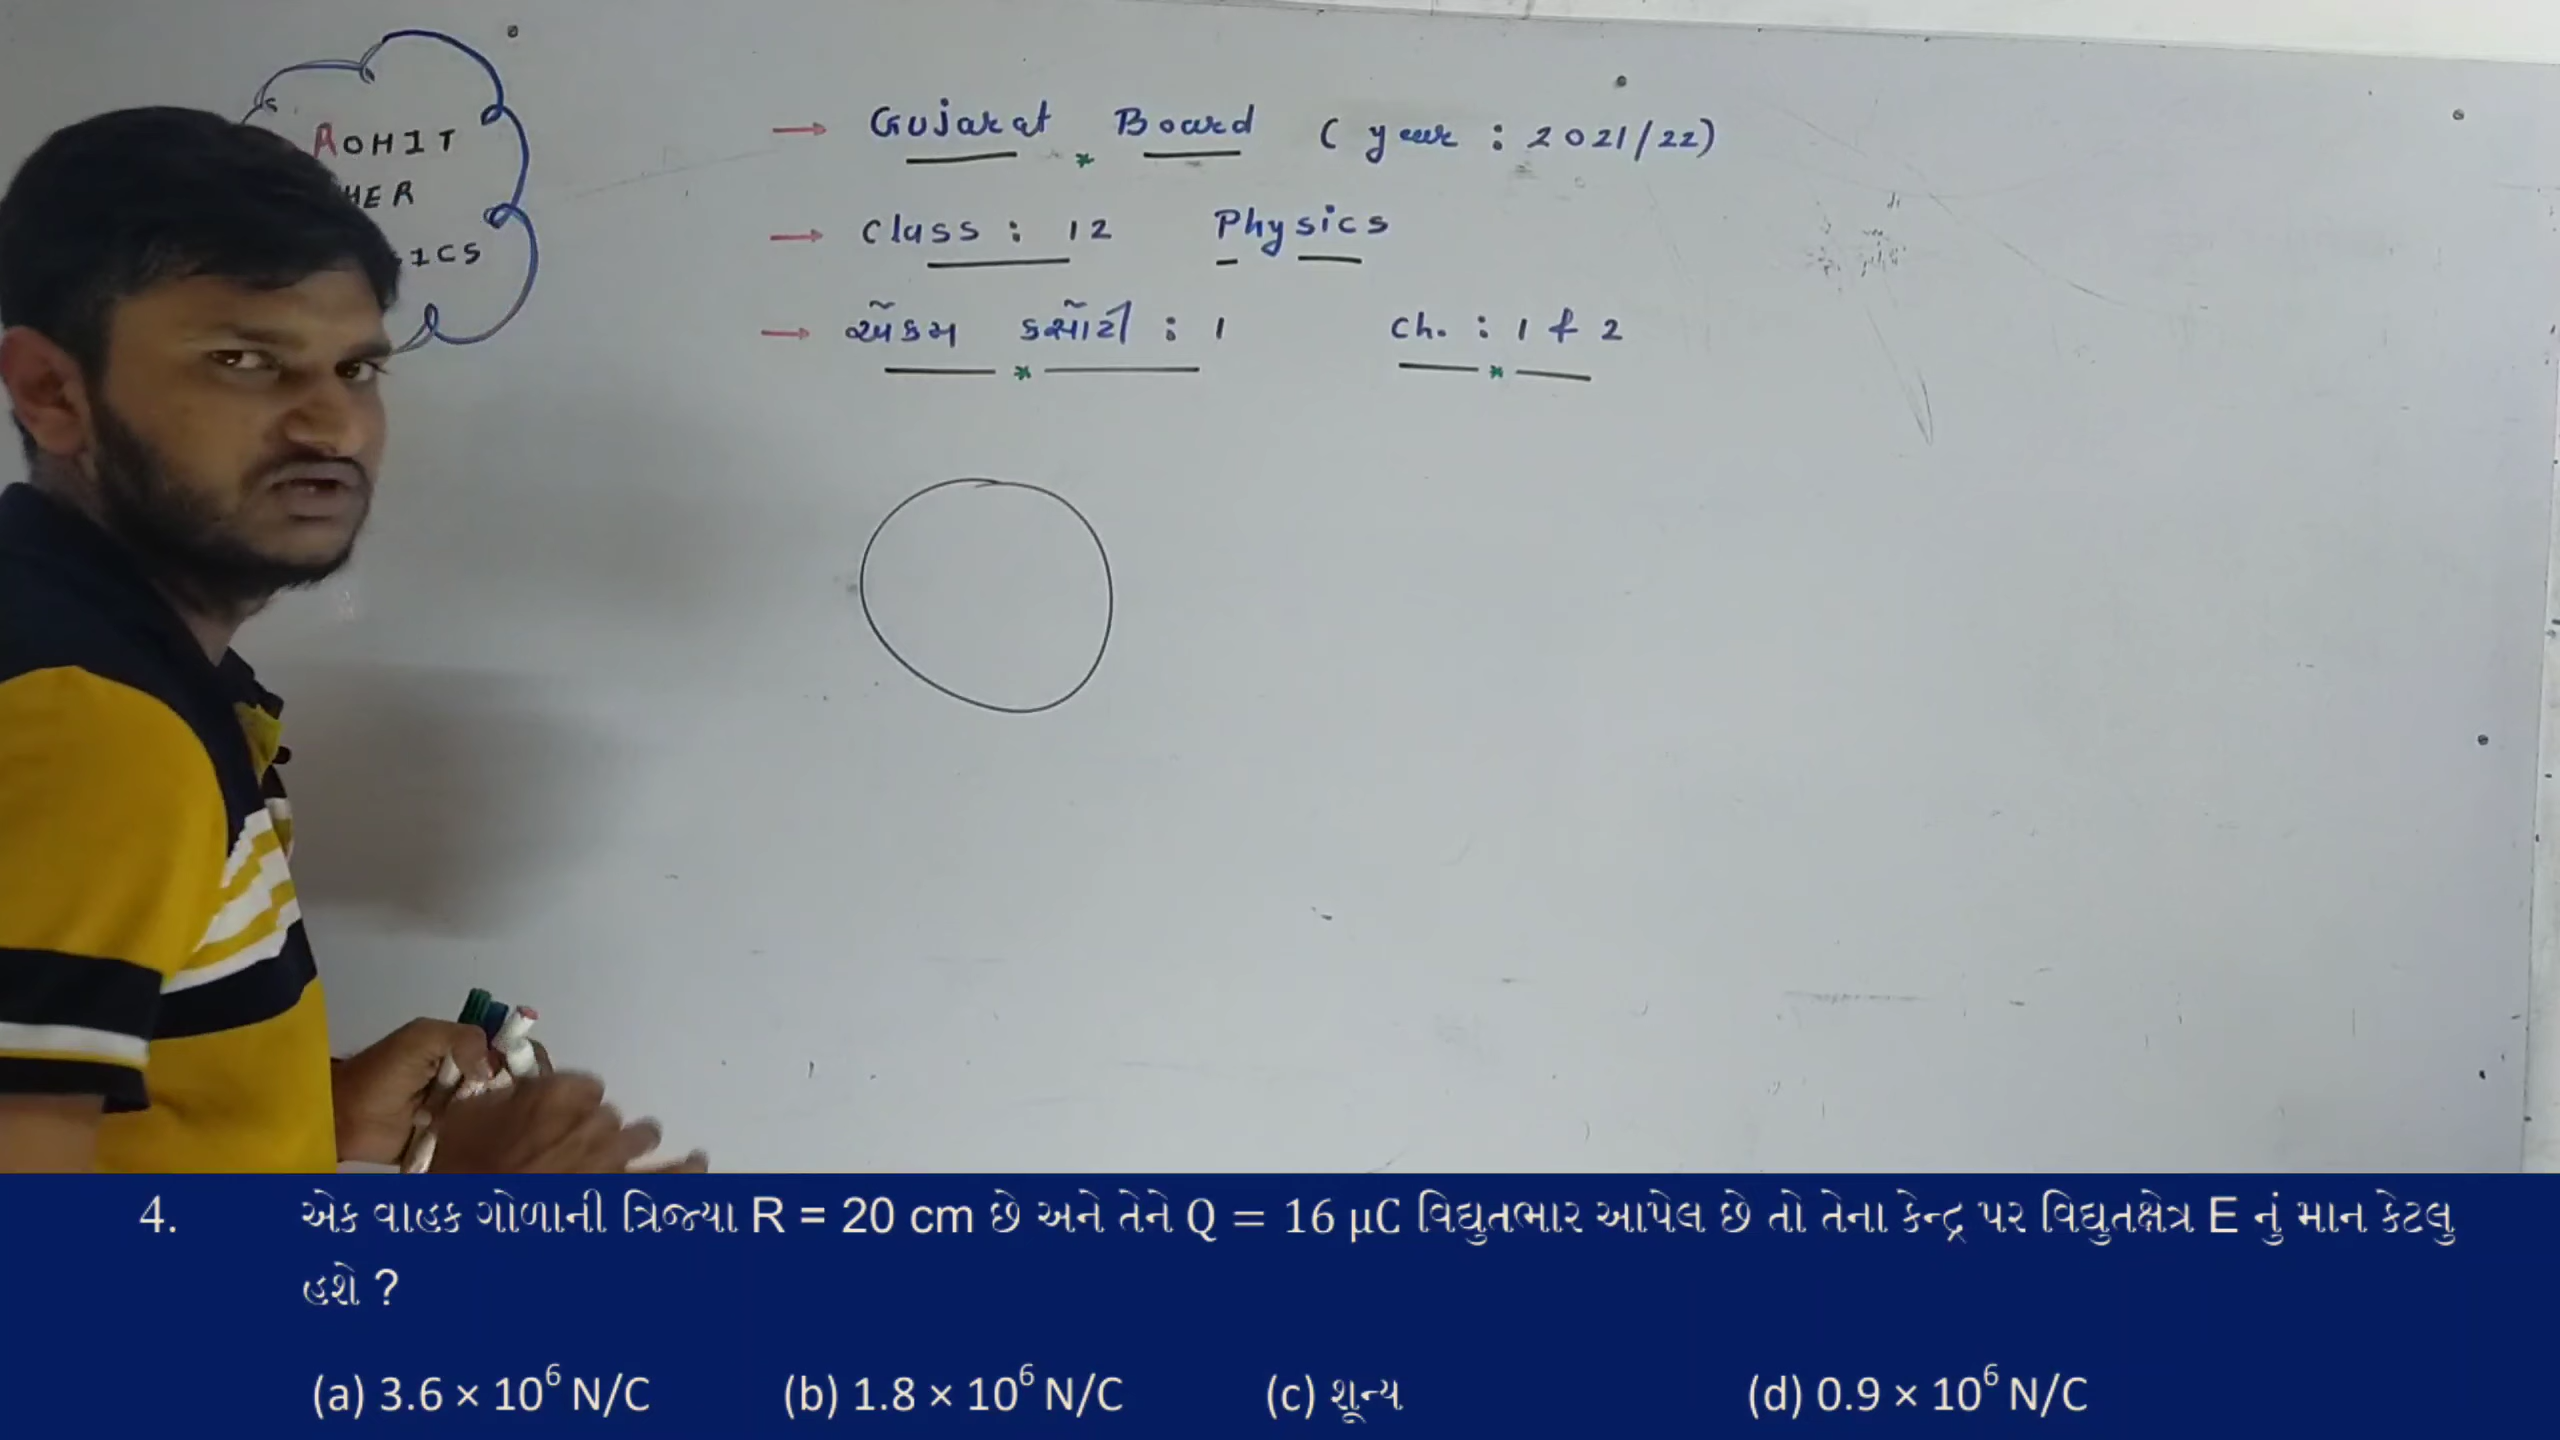 ROHIT
HER
ICS
→ Gujarat Board (year : 2021/22)
→ Class : 12 Physics
→ એકમ કસોટી : 1 Ch. : 1 & 2
4. એક વાહક ગોળાની ત્રિજ્યા R = 20 cm છે અને તેને Q = 16 μC વિદ્યુતભાર આપેલ છે તો તેના કેન્દ્ર પર વિદ્યુતક્ષેત્ર E નું માન કેટલુ
હશે ?
(a) 3.6 × 10⁶ N/C (b) 1.8 × 10⁶ N/C (c) શૂન્ય (d) 0.9 × 10⁶ N/C